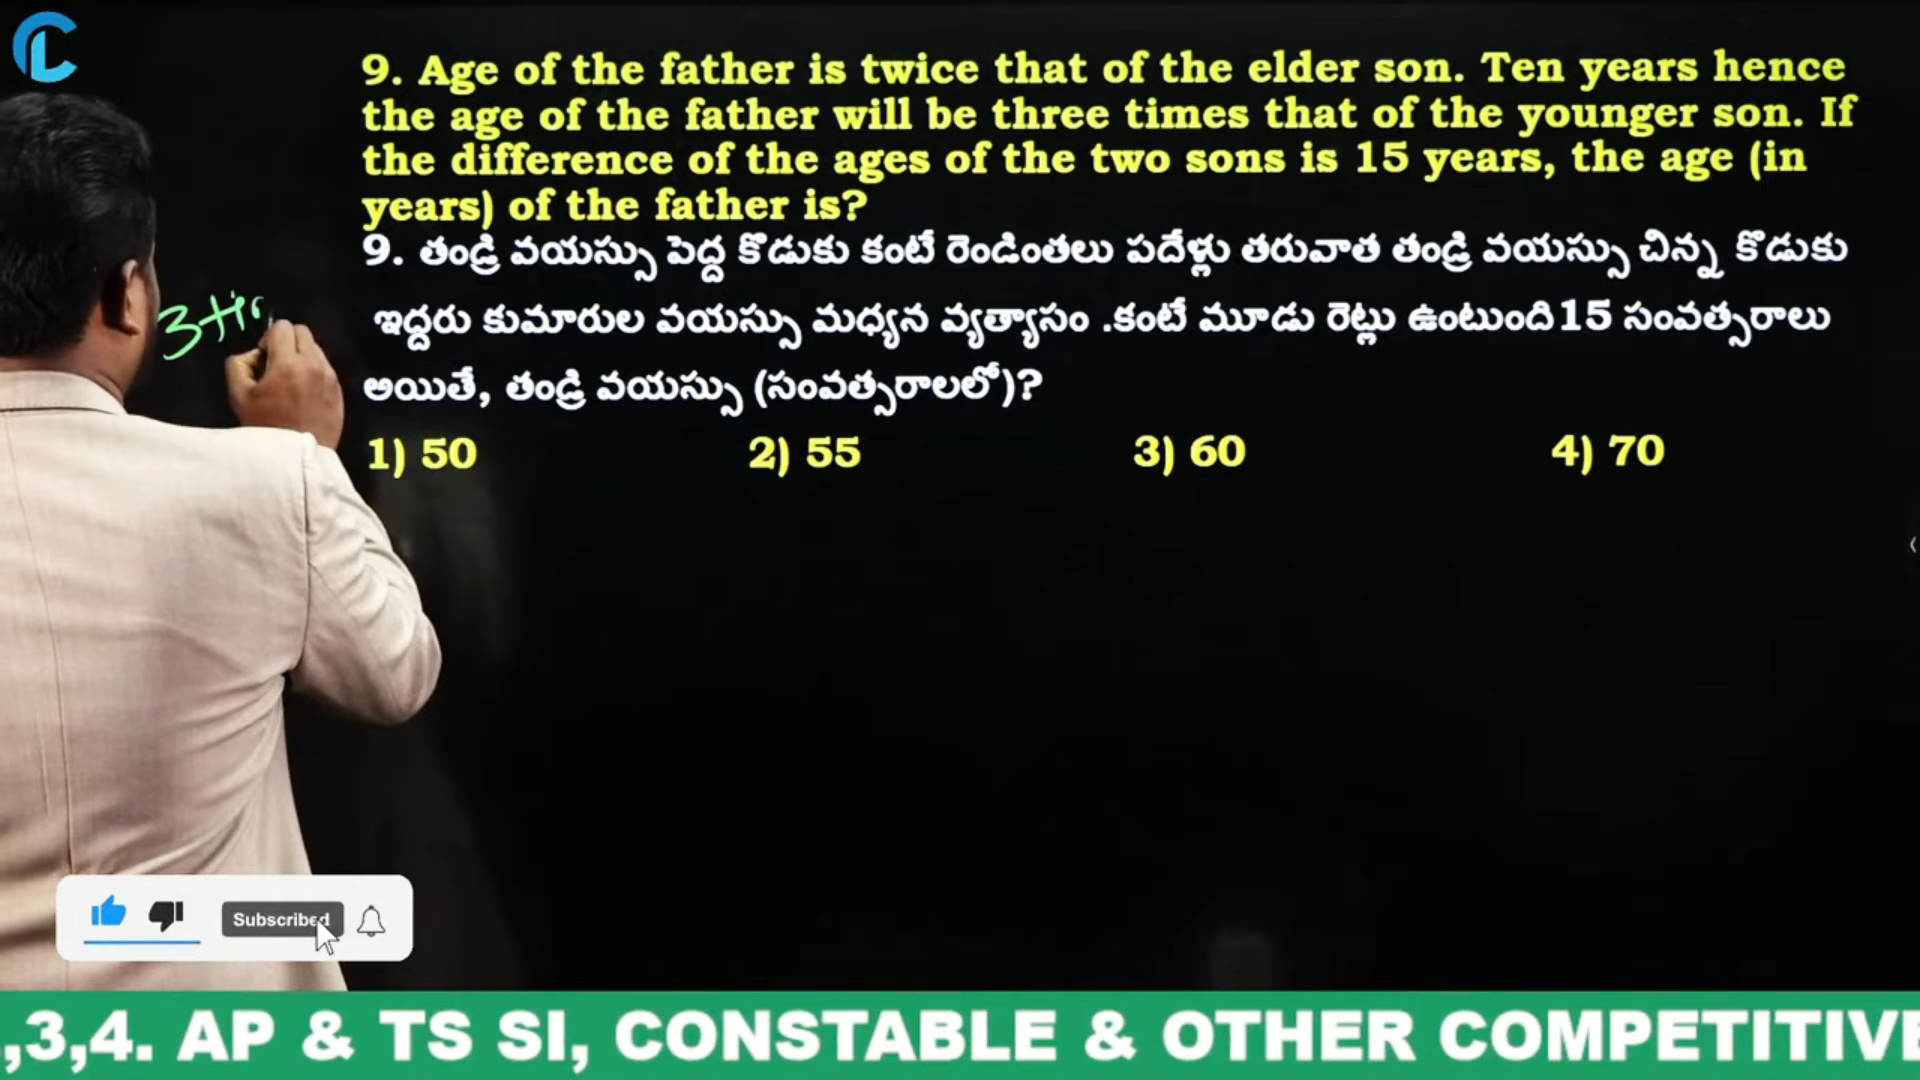 9. Age of the father is twice that of the elder son. Ten years hence
the age of the father will be three times that of the younger son. If
the difference of the ages of the two sons is 15 years, the age (in
years) of the father is?
9. తండ్రి వయస్సు పెద్ద కొడుకు కంటే రెండింతలు పదేళ్లు తరువాత తండ్రి వయస్సు చిన్న కొడుకు
ఇద్దరు కుమారుల వయస్సు మధ్యన వ్యత్యాసం .కంటే మూడు రెట్లు ఉంటుంది15 సంవత్సరాలు
అయితే, తండ్రి వయస్సు (సంవత్సరాలలో)?
1) 50 2) 55 3) 60 4) 70
3
Subscribed
,3,4. AP & TS SI, CONSTABLE & OTHER COMPETITIVE